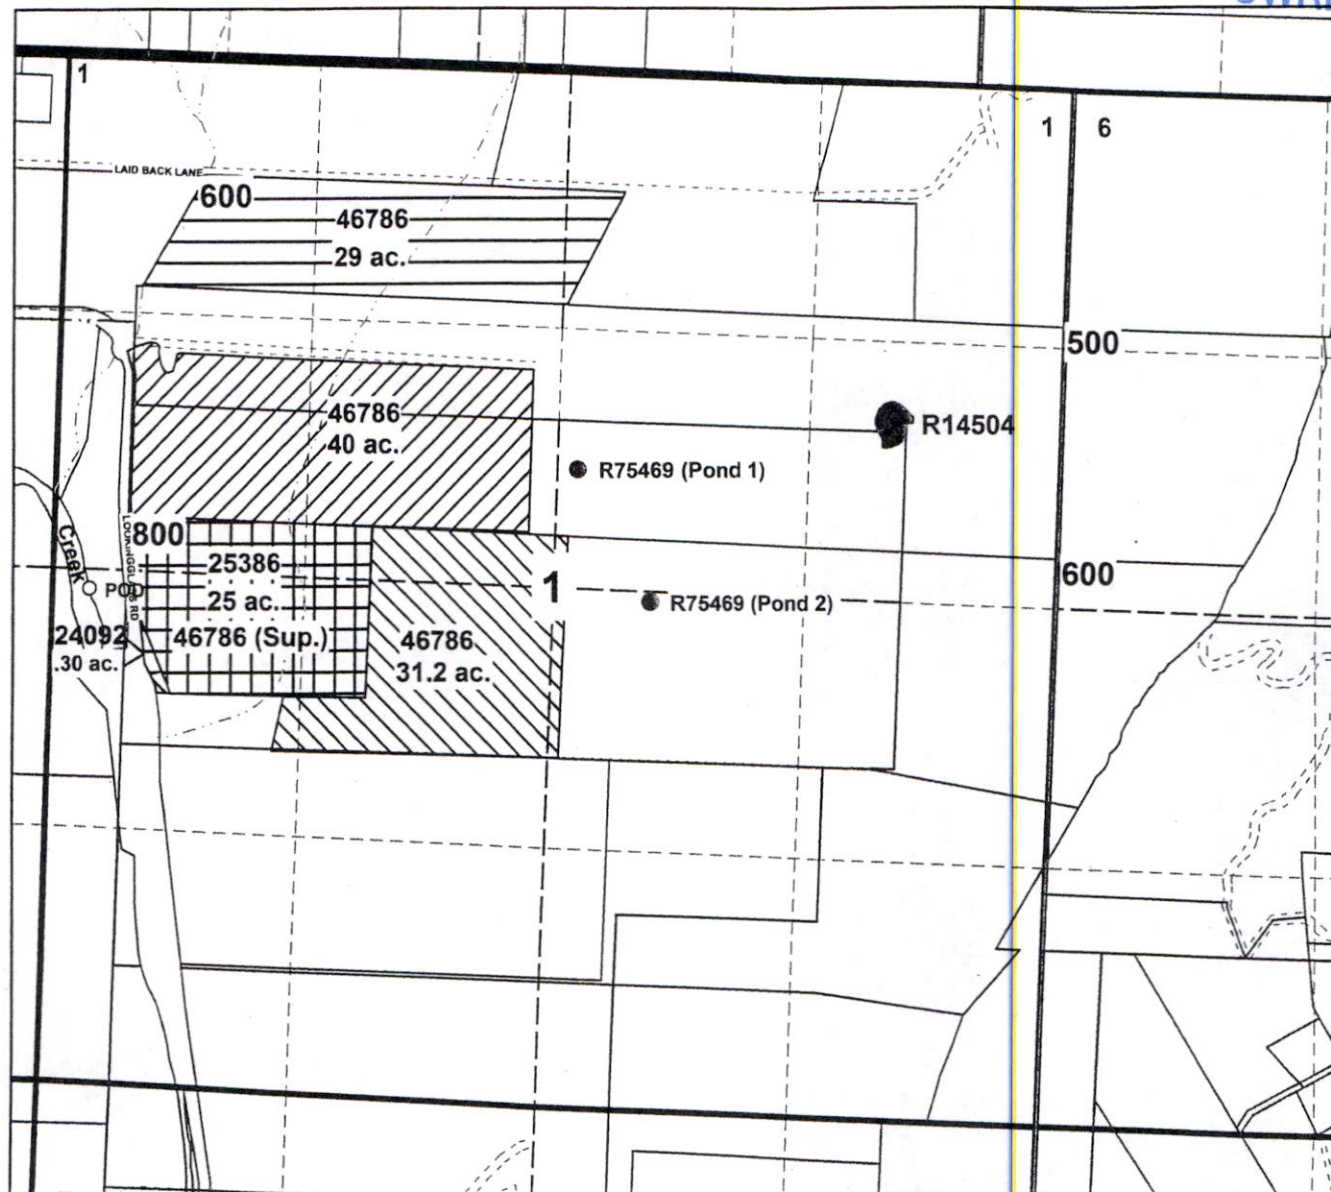 1
1 6
LAID BACK LANE
600
46786
29 ac.
500
46786
40 ac.
R14504
R75469 (Pond 1)
800
25386
25 ac.
46786 (Sup.)
Creek
POD
24092
.30 ac.
1
600
R75469 (Pond 2)
46786
31.2 ac.
RD